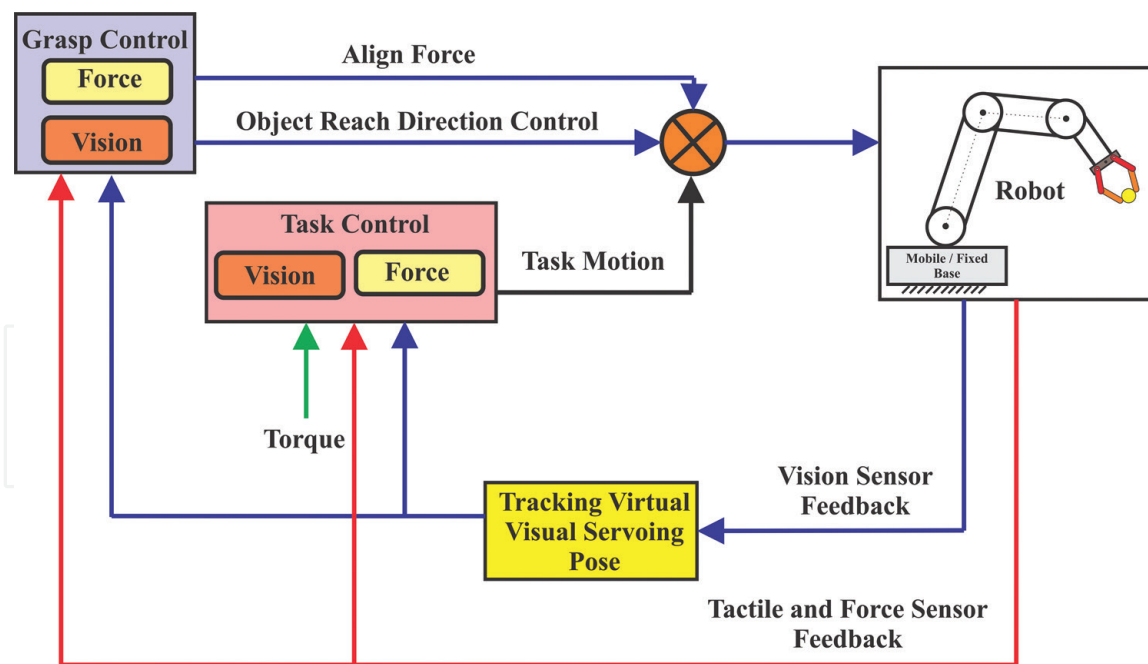 Grasp Control
Force
Vision
Align Force
Object Reach Direction Control
Task Control
Vision
Force
Task Motion
Torque
Robot
Mobile / Fixed
Base
Vision Sensor
Feedback
Tracking Virtual
Visual Servoing
Pose
Tactile and Force Sensor
Feedback